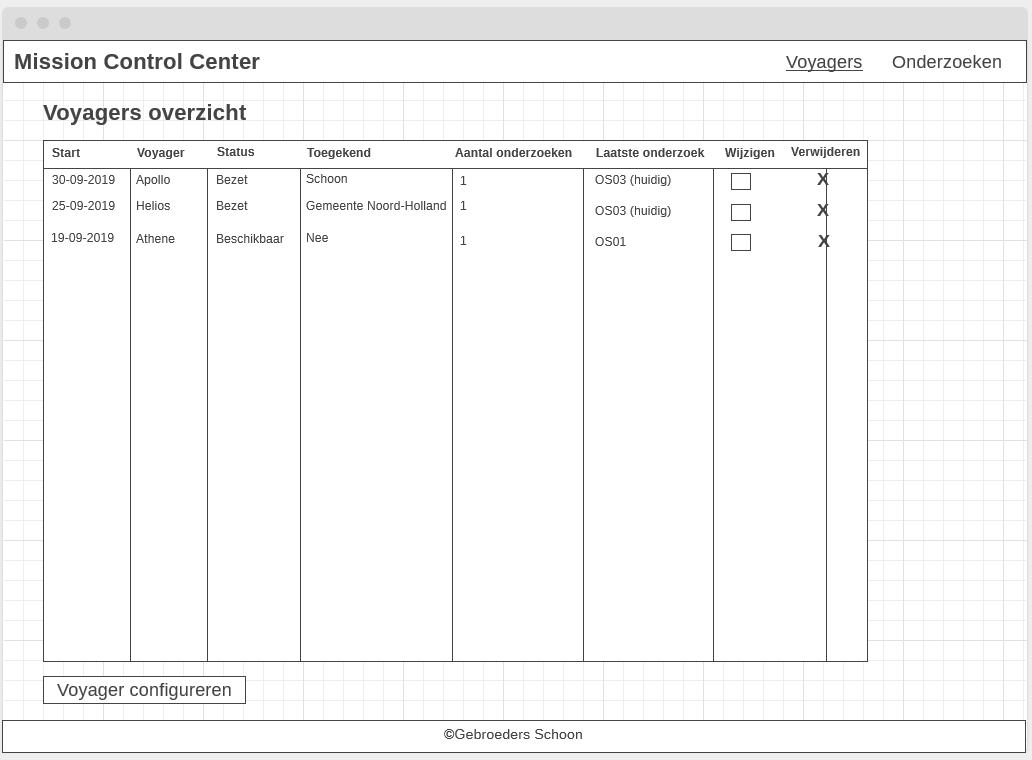 Mission Control Center Voyagers Onderzoeken
Voyagers overzicht
Start Voyager Status Toegekend Aantal onderzoeken Laatste onderzoek Wijzigen Verwijderen
30-09-2019 Apollo Bezet Schoon 1 OS03 (huidig) X
25-09-2019 Helios Bezet Gemeente Noord-Holland 1 OS03 (huidig) X
19-09-2019 Athene Beschikbaar Nee 1 OS01 X
Voyager configureren
©Gebroeders Schoon